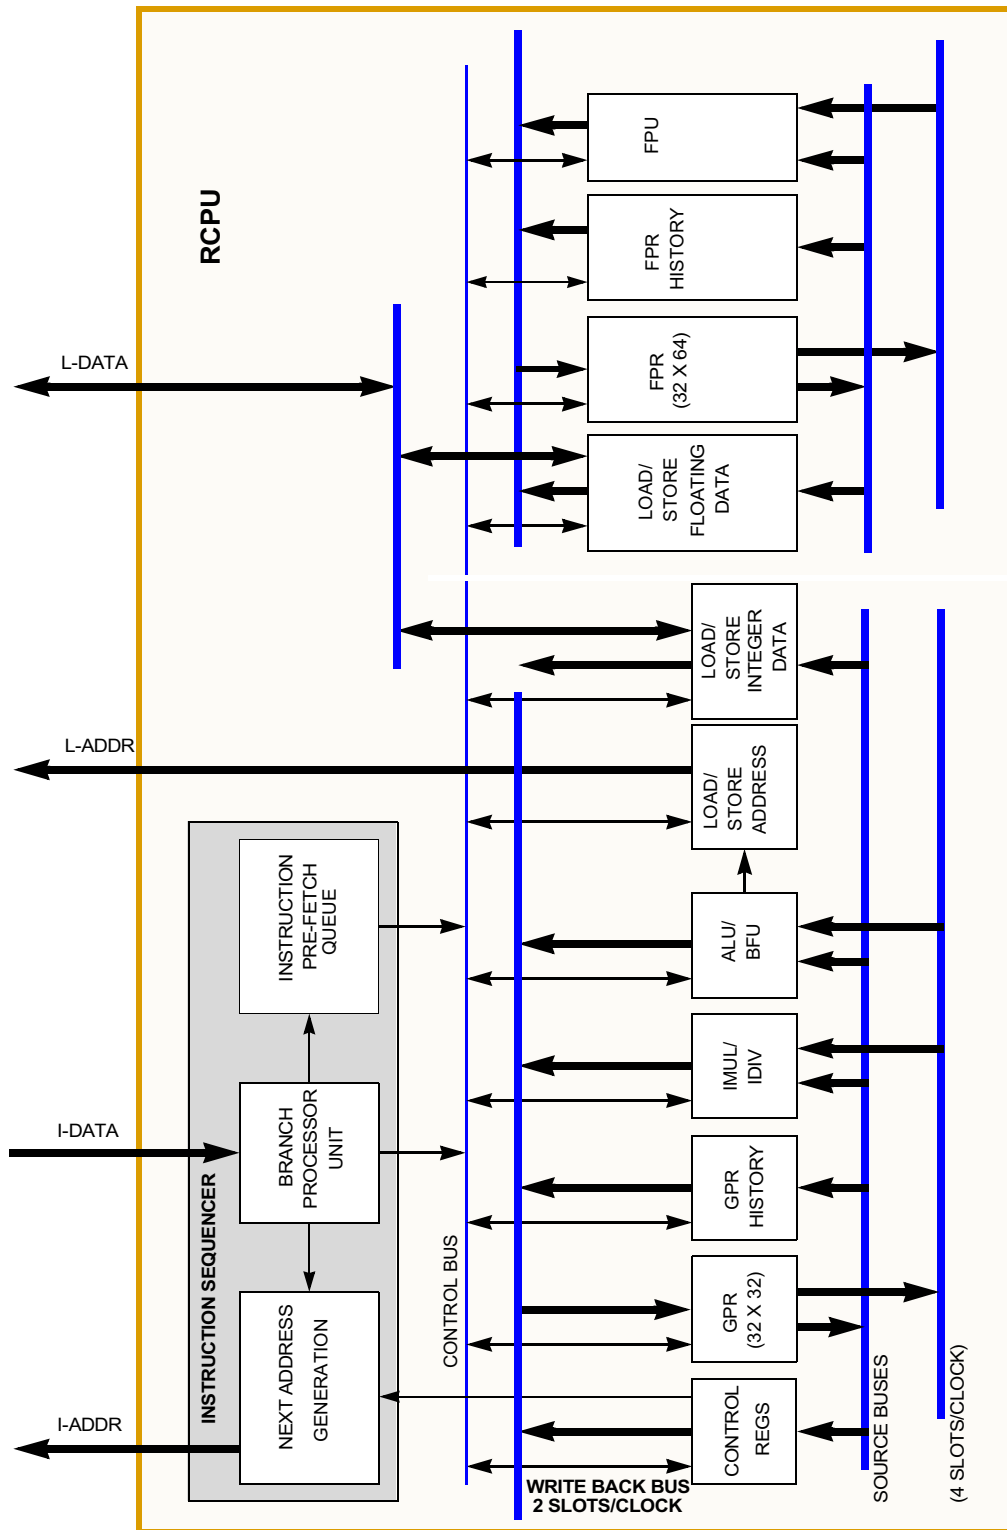 RCPU
L-DATA
L-ADDR
I-DATA
I-ADDR
INSTRUCTION SEQUENCER
INSTRUCTION
PRE-FETCH
QUEUE
BRANCH
PROCESSOR
UNIT
NEXT ADDRESS
GENERATION
CONTROL BUS
WRITE BACK BUS
2 SLOTS/CLOCK
CONTROL
REGS
GPR
(32 X 32)
GPR
HISTORY
IMUL/
IDIV
ALU/
BFU
LOAD/
STORE
ADDRESS
LOAD/
STORE
INTEGER
DATA
LOAD/
STORE
FLOATING
DATA
FPR
(32 X 64)
FPR
HISTORY
FPU
SOURCE BUSES
(4 SLOTS/CLOCK)